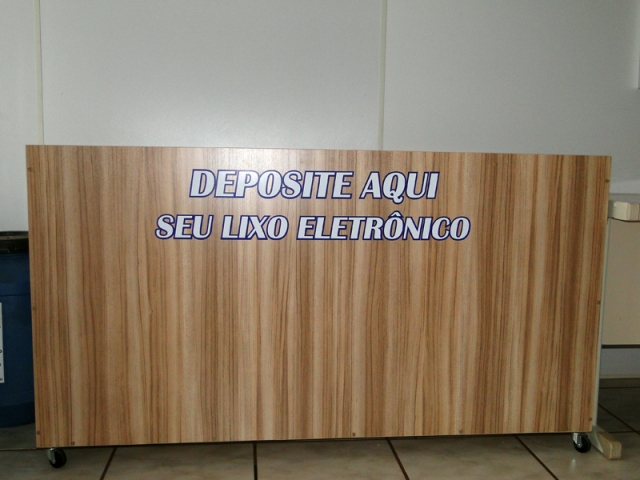 DEPOSITE AQUI
SEU LIXO ELETRÔNICO